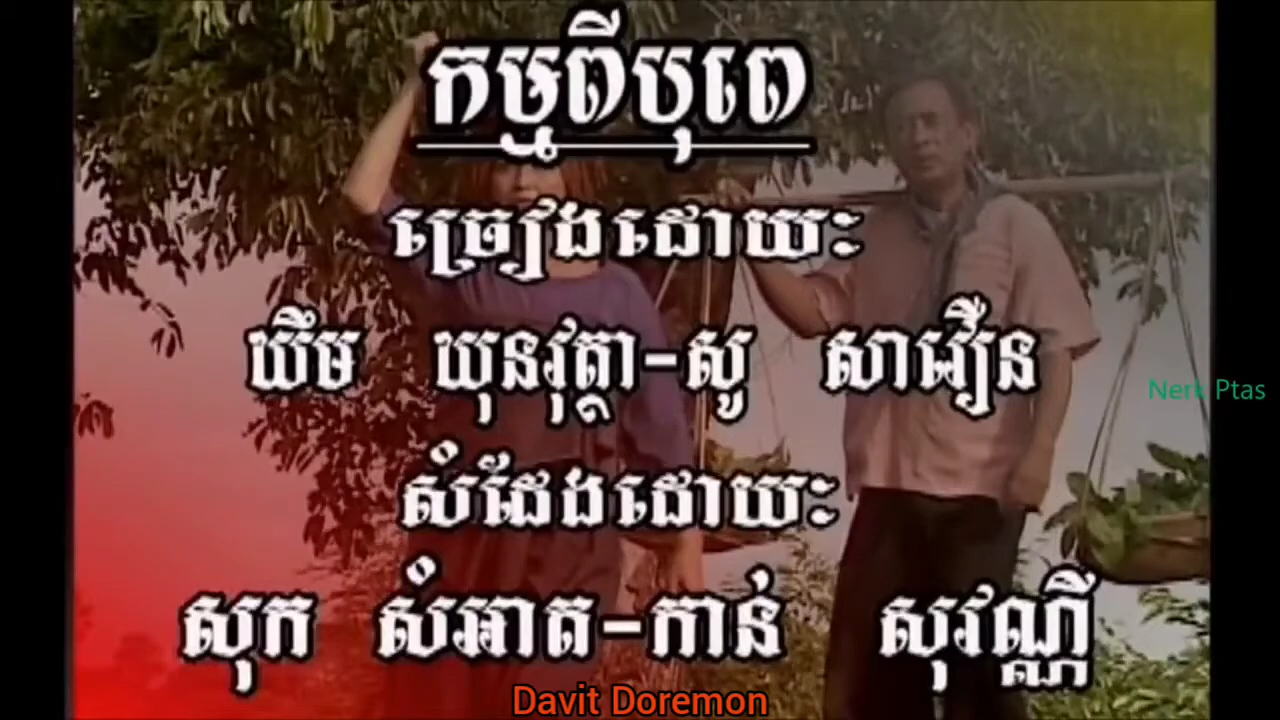 កម្មពីបុព្វេ
ច្រៀងដោយ:
ឃឹម ឃុនវុត្ថា-សូ សាវឿន
Nerk Ptas
សំដែងដោយ:
សុក សំអាត-កាន់ សុវណ្ណី
Davit Doremon